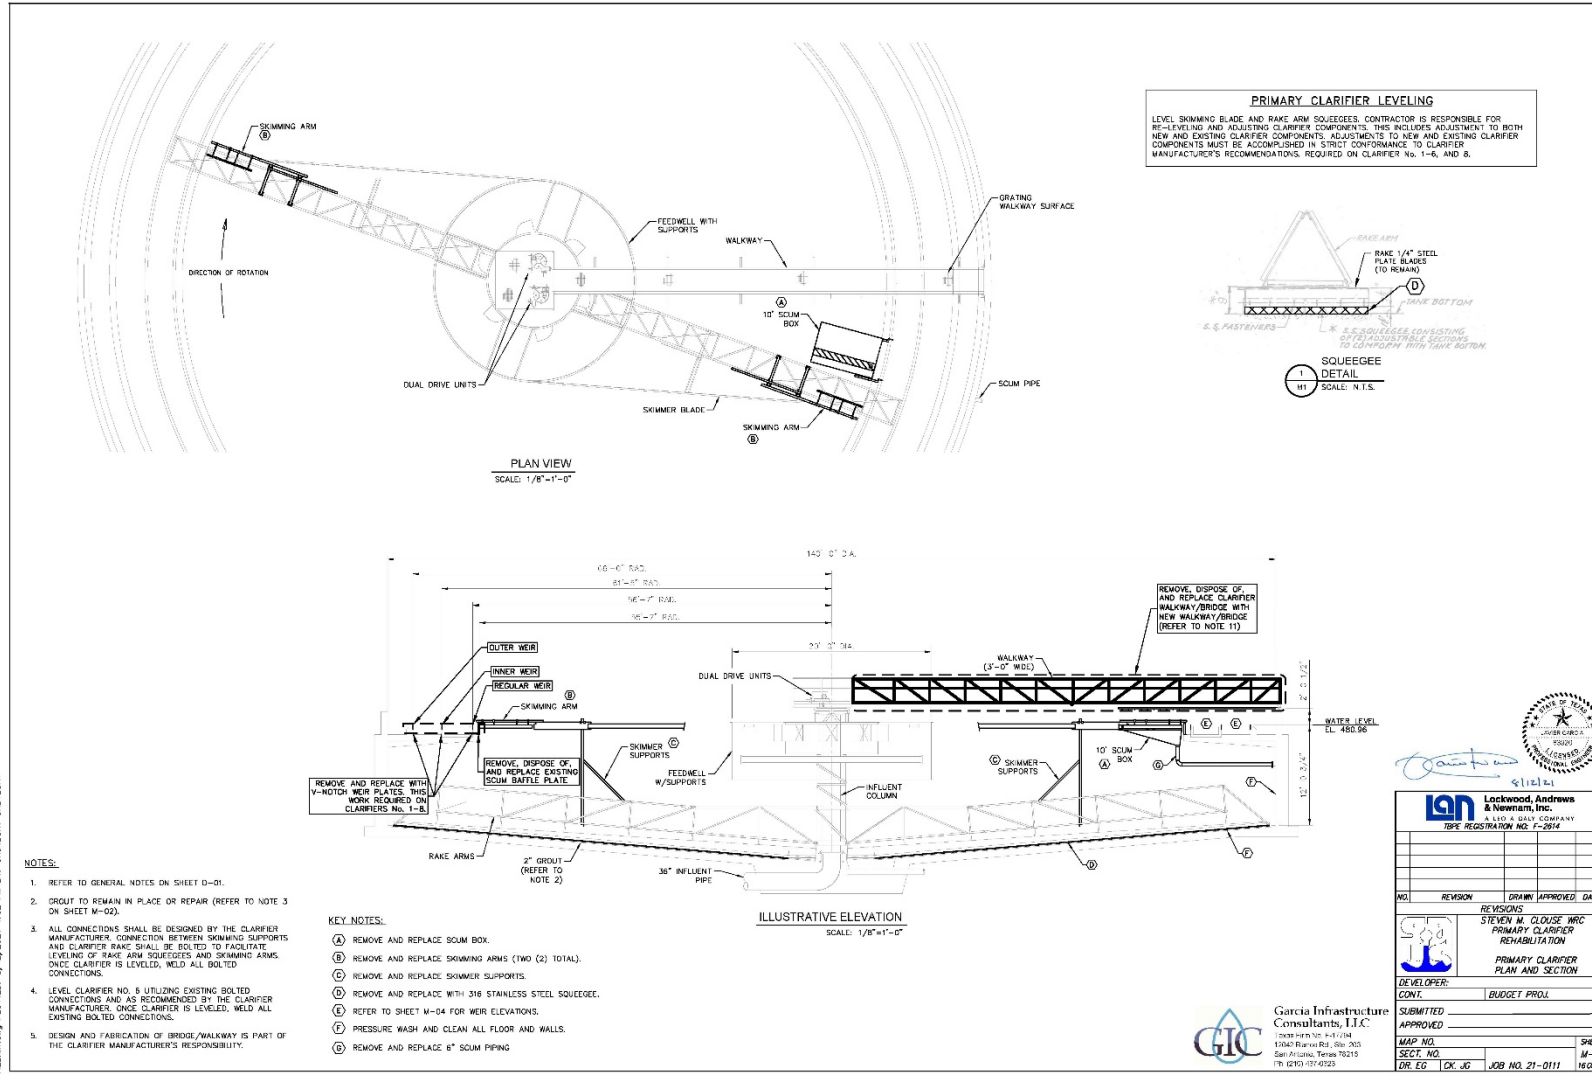 SKIMMING ARM
B
DIRECTION OF ROTATION
FEEDWELL WITH
SUPPORTS
WALKWAY
GRATING
WALKWAY SURFACE
A
10' SCUM
BOX
DUAL DRIVE UNITS
SKIMMER BLADE
SCUM PIPE
SKIMMING ARM
B
PLAN VIEW
SCALE: 1/8"=1'-0"
PRIMARY CLARIFIER LEVELING
LEVEL SKIMMING BLADE AND RAKE ARM SQUEEGEES. CONTRACTOR IS RESPONSIBLE FOR
RE-LEVELING AND ADJUSTING CLARIFIER COMPONENTS. THIS INCLUDES ADJUSTMENT TO BOTH
NEW AND EXISTING CLARIFIER COMPONENTS. ADJUSTMENTS TO NEW AND EXISTING CLARIFIER
COMPONENTS MUST BE ACCOMPLISHED IN STRICT CONFORMANCE TO CLARIFIER
MANUFACTURER'S RECOMMENDATIONS. REQUIRED ON CLARIFIER No. 1-6, AND 8.
RAKE ARM
RAKE 1/4" STEEL
PLATE BLADES
(TO REMAIN)
D
TANK BOTTOM
S.S. FASTENERS
S.S. SQUEEGEE CONSISTING
OF (2) ADJUSTABLE SECTIONS
TO CONFORM WITH TANK BOTTOM.
SQUEEGEE
1 DETAIL
SCALE: N.T.S.
REMOVE, DISPOSE OF,
AND REPLACE CLARIFIER
WALKWAY/BRIDGE WITH
NEW WALKWAY/BRIDGE
(REFER TO NOTE 11)
WALKWAY
(3'-0" WIDE)
DUAL DRIVE UNITS
OUTER WEIR
INNER WEIR
REGULAR WEIR
B
SKIMMING ARM
WATER LEVEL
EL. 480.96
E
E
SKIMMER
SUPPORTS
C
10' SCUM
BOX
A
G
C
SKIMMER
SUPPORTS
F
REMOVE, DISPOSE OF,
AND REPLACE EXISTING
SCUM BAFFLE PLATE
FEEDWELL
W/SUPPORTS
INFLUENT
COLUMN
REMOVE AND REPLACE WITH
V-NOTCH WEIR PLATES. THIS
WORK REQUIRED ON
CLARIFIERS No. 1-8.
RAKE ARMS
2" GROUT
(REFER TO
NOTE 2)
36" INFLUENT
PIPE
D
F
ILLUSTRATIVE ELEVATION
SCALE: 1/8"=1'-0"
NOTES:
1. REFER TO GENERAL NOTES ON SHEET D-01.
2. GROUT TO REMAIN IN PLACE OR REPAIR (REFER TO NOTE 3
ON SHEET M-02).
3. ALL CONNECTIONS SHALL BE DESIGNED BY THE CLARIFIER
MANUFACTURER. CONNECTION BETWEEN SKIMMING SUPPORTS
AND CLARIFIER RAKE SHALL BE BOLTED TO FACILITATE
LEVELING OF RAKE ARM SQUEEGEES AND SKIMMING ARMS.
ONCE CLARIFIER IS LEVELED, WELD ALL BOLTED
CONNECTIONS.
4. LEVEL CLARIFIER NO. 5 UTILIZING EXISTING BOLTED
CONNECTIONS AND AS RECOMMENDED BY THE CLARIFIER
MANUFACTURER. ONCE CLARIFIER IS LEVELED, WELD ALL
EXISTING BOLTED CONNECTIONS.
5. DESIGN AND FABRICATION OF BRIDGE/WALKWAY IS PART OF
THE CLARIFIER MANUFACTURER'S RESPONSIBILITY.
KEY NOTES:
A REMOVE AND REPLACE SCUM BOX.
B REMOVE AND REPLACE SKIMMING ARMS (TWO (2) TOTAL).
C REMOVE AND REPLACE SKIMMER SUPPORTS.
D REMOVE AND REPLACE WITH 316 STAINLESS STEEL SQUEEGEE.
E REFER TO SHEET M-04 FOR WEIR ELEVATIONS.
F PRESSURE WASH AND CLEAN ALL FLOOR AND WALLS.
G REMOVE AND REPLACE 6" SCUM PIPING
GIC
Garcia Infrastructure
Consultants, LLC
San Antonio, Texas
STATE OF TEXAS
JAVIER GARCIA
LICENSED
8/12/21
lan
Lockwood, Andrews
& Newnam, Inc.
A LEO A DALY COMPANY
TBPE REGISTRATION NO: F-2614
NO. REVISION DRAWN APPROVED
REVISIONS
STEVEN M. CLOUSE WRC
PRIMARY CLARIFIER
REHABILITATION
PRIMARY CLARIFIER
PLAN AND SECTION
DEVELOPER:
CONT. BUDGET PROJ.
SUBMITTED
APPROVED
MAP NO.
SECT. NO.
DR. EG CK. JG JOB NO. 21-0111